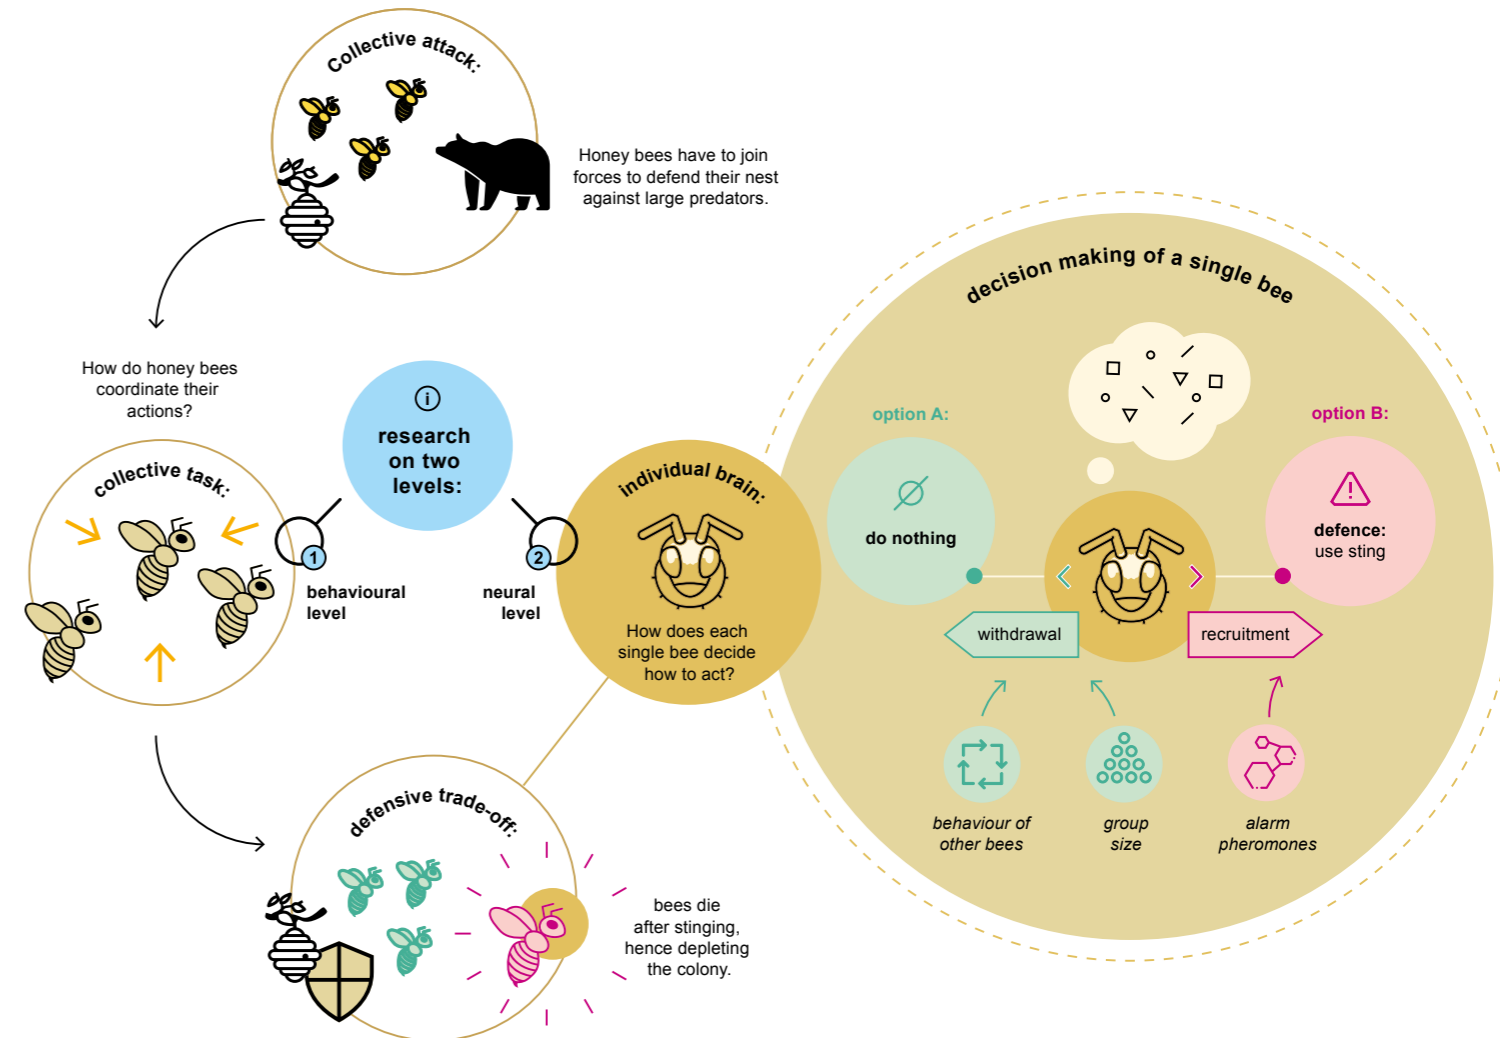 Collective attack:
Honey bees have to join
forces to defend their nest
against large predators.
How do honey bees
coordinate their
actions?
collective task:
i
research
on two
levels:
1
behavioural
level
2
neural
level
individual brain:
How does each
single bee decide
how to act?
defensive trade-off:
bees die
after stinging,
hence depleting
the colony.
decision making of a single bee
option A:
do nothing
option B:
defence:
use sting
withdrawal
recruitment
behaviour of
other bees
group
size
alarm
pheromones